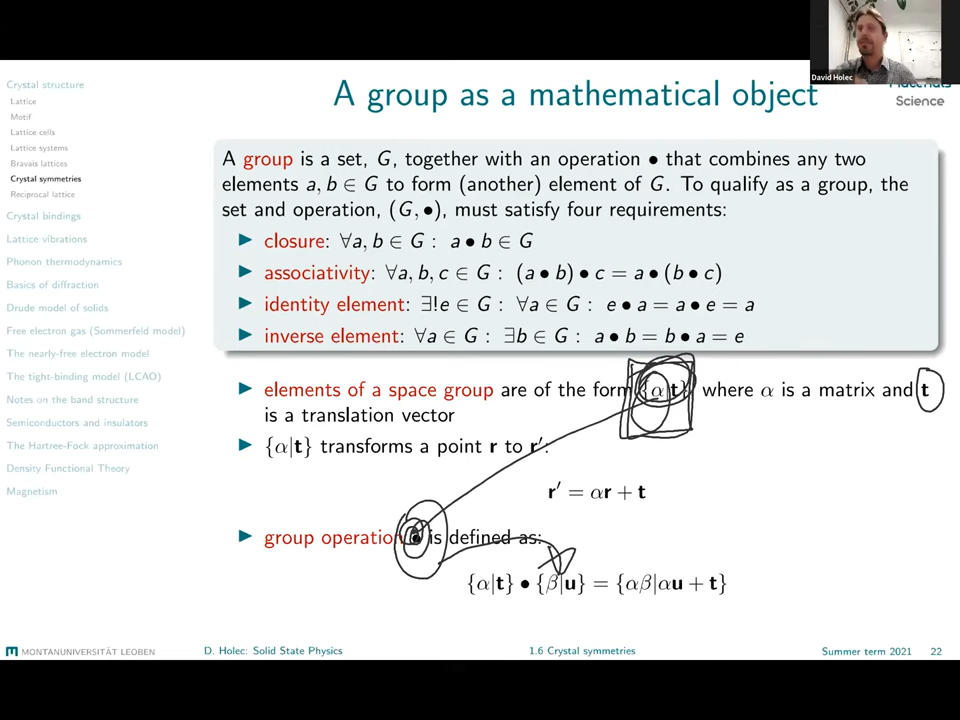 David Holec
Materials
Science
A group as a mathematical object
Crystal structure
Lattice
Motif
Lattice cells
Lattice systems
Bravais lattices
Crystal symmetries
Reciprocal lattice
Crystal bindings
Lattice vibrations
Phonon thermodynamics
Basics of diffraction
Drude model of solids
Free electron gas (Sommerfeld model)
The nearly-free electron model
The tight-binding model (LCAO)
Notes on the band structure
Semiconductors and insulators
The Hartree-Fock approximation
Density Functional Theory
Magnetism
A group is a set, G, together with an operation • that combines any two
elements a, b ∈ G to form (another) element of G. To qualify as a group, the
set and operation, (G, •), must satisfy four requirements:
▶ closure: ∀a, b ∈ G : a • b ∈ G
▶ associativity: ∀a, b, c ∈ G : (a • b) • c = a • (b • c)
▶ identity element: ∃!e ∈ G : ∀a ∈ G : e • a = a • e = a
▶ inverse element: ∀a ∈ G : ∃b ∈ G : a • b = b • a = e
▶ elements of a space group are of the form {α|t}, where α is a matrix and t
is a translation vector
▶ {α|t} transforms a point r to r′:
r′ = αr + t
▶ group operation • is defined as:
{α|t} • {β|u} = {αβ|αu + t}
MONTANUNIVERSITÄT LEOBEN
D. Holec: Solid State Physics
1.6 Crystal symmetries
Summer term 2021 22